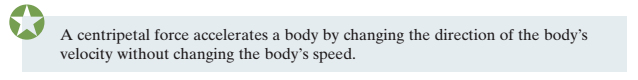 A centripetal force accelerates a body by changing the direction of the body’s
velocity without changing the body’s speed.